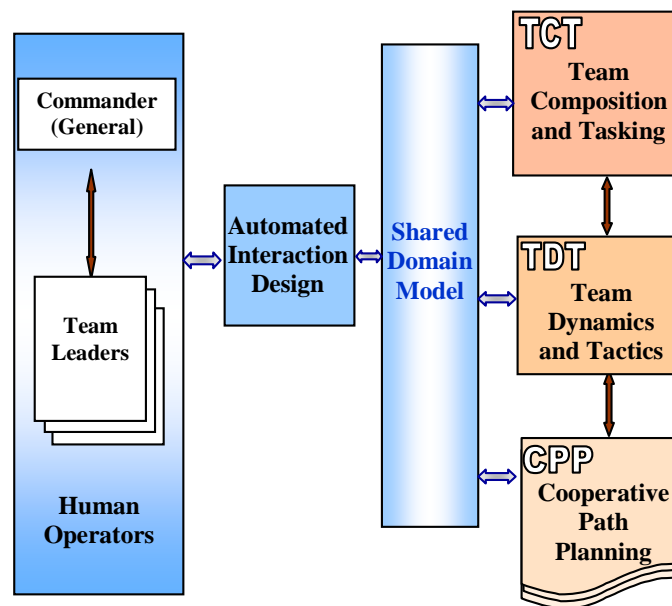 Commander
(General)
Team
Leaders
Human
Operators
Automated
Interaction
Design
Shared
Domain
Model
TCT
Team
Composition
and Tasking
TDT
Team
Dynamics
and Tactics
CPP
Cooperative
Path
Planning